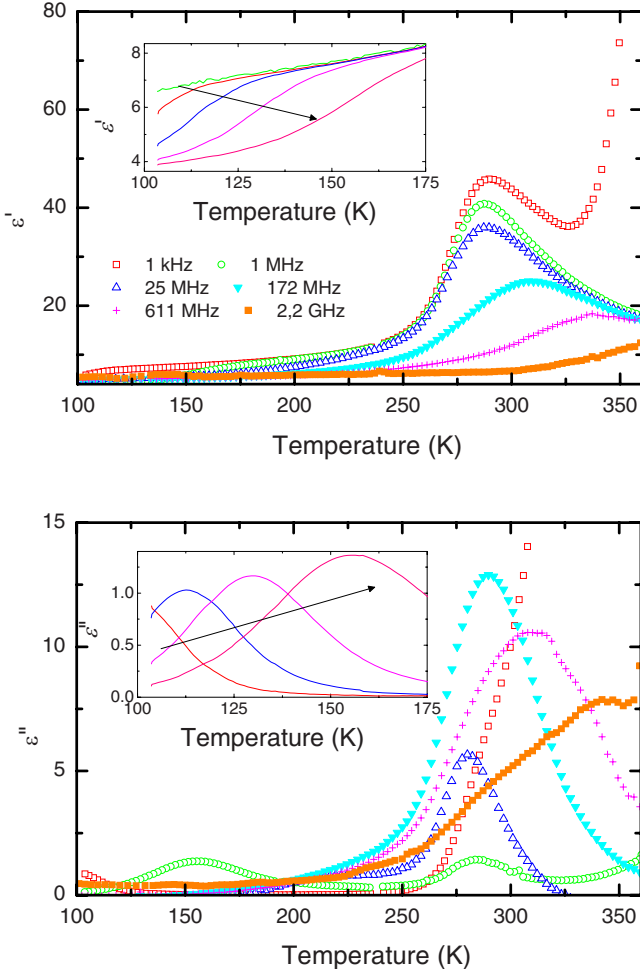 80
60
40
20
ε'
8
6
4
ε'
100 125 150 175
Temperature (K)
1 kHz 1 MHz
25 MHz 172 MHz
611 MHz 2,2 GHz
100 150 200 250 300 350
Temperature (K)
15
10
5
0
ε''
1.0
0.5
0.0
ε''
100 125 150 175
Temperature (K)
100 150 200 250 300 350
Temperature (K)